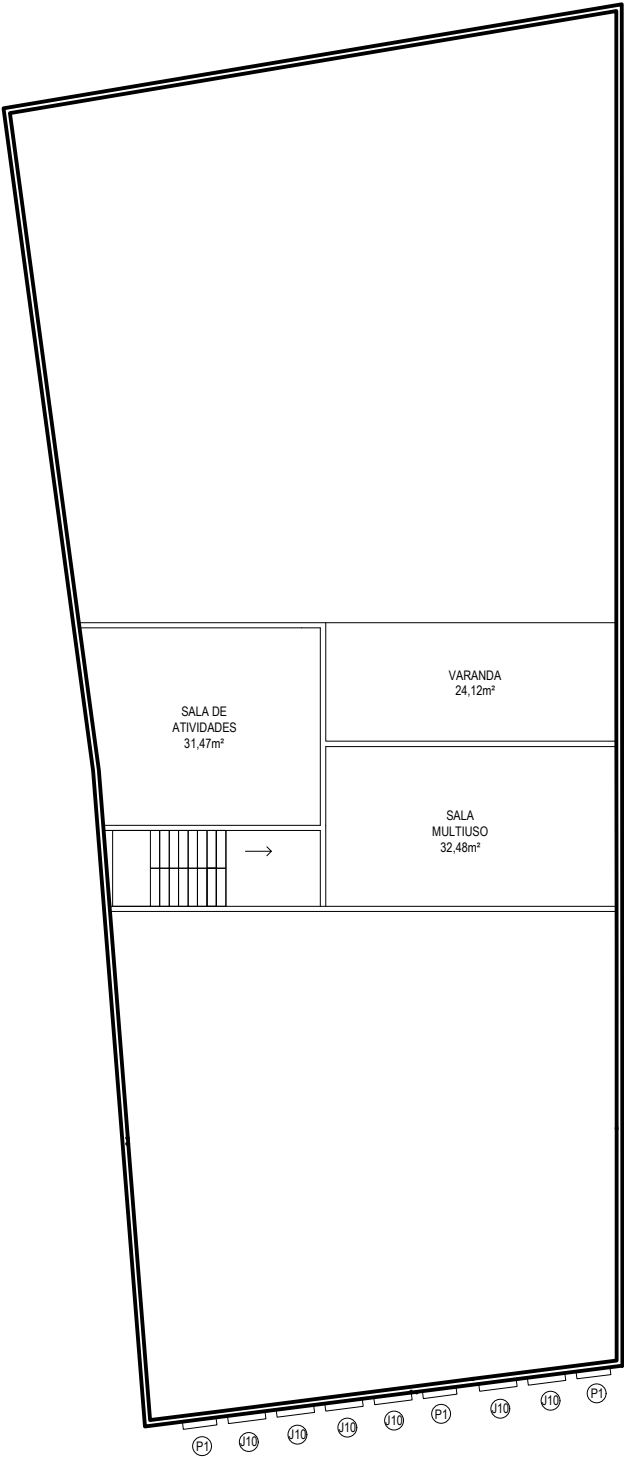 VARANDA
24,12m²
SALA DE
ATIVIDADES
31,47m²
SALA
MULTIUSO
32,48m²
P1
J10
J10
J10
J10
P1
J10
J10
P1